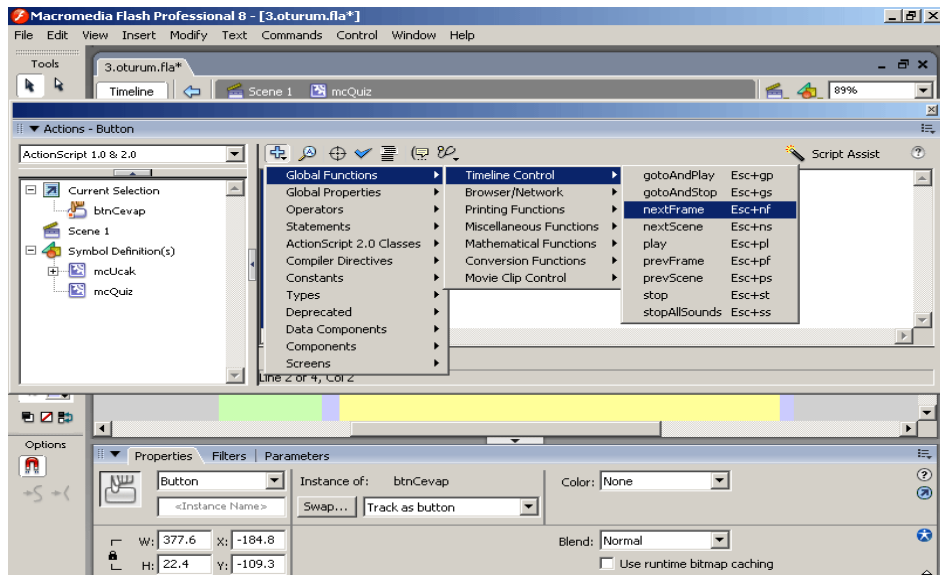 Macromedia Flash Professional 8 - [3.oturum.fla*]
File Edit View Insert Modify Text Commands Control Window Help
Tools
3.oturum.fla*
Timeline Scene 1 mcQuiz 89%
Actions - Button
ActionScript 1.0 & 2.0
Script Assist
Current Selection
btnCevap
Scene 1
Symbol Definition(s)
mcUcak
mcQuiz
Global Functions
Global Properties
Operators
Statements
ActionScript 2.0 Classes
Compiler Directives
Constants
Types
Deprecated
Data Components
Components
Screens
Timeline Control
Browser/Network
Printing Functions
Miscellaneous Functions
Mathematical Functions
Conversion Functions
Movie Clip Control
gotoAndPlay Esc+gp
gotoAndStop Esc+gs
nextFrame Esc+nf
nextScene Esc+ns
play Esc+pl
prevFrame Esc+pf
prevScene Esc+ps
stop Esc+st
stopAllSounds Esc+ss
Line 2 of 4, Col 2
Options
Properties Filters Parameters
Button Instance of: btnCevap Color: None
<Instance Name> Swap... Track as button
W: 377.6 X: -184.8 Blend: Normal
H: 22.4 Y: -109.3 Use runtime bitmap caching